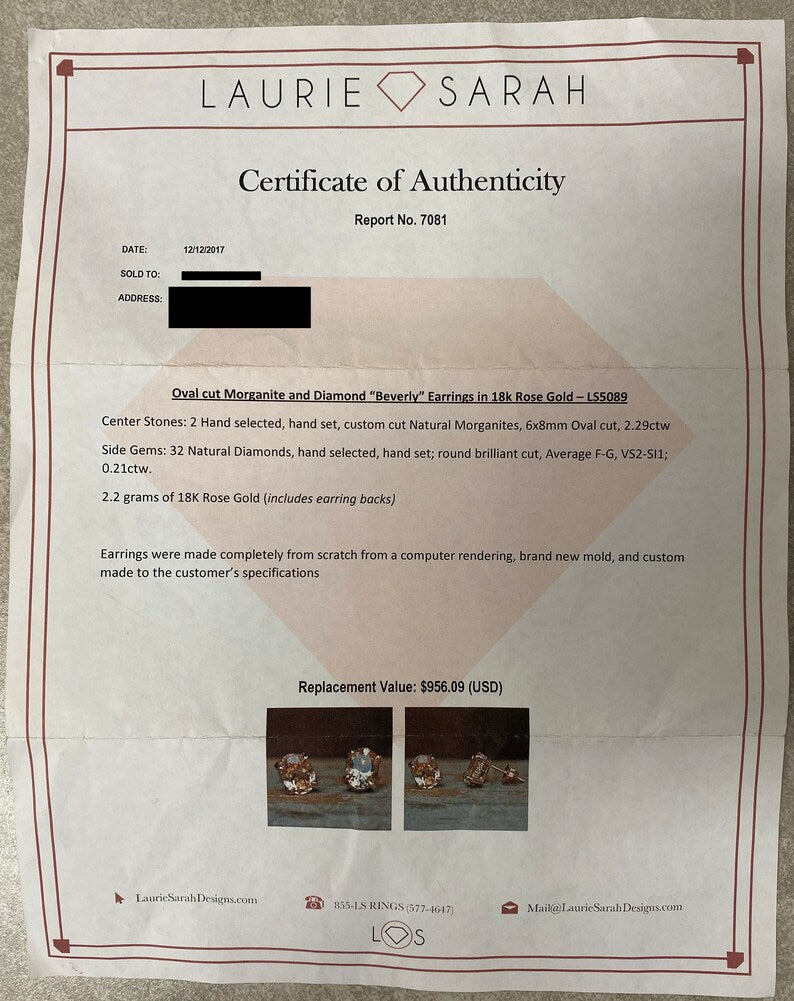 LAURIE SARAH
Certificate of Authenticity
Report No. 7081
DATE: 12/12/2017
SOLD TO:
ADDRESS:
Oval cut Morganite and Diamond “Beverly” Earrings in 18k Rose Gold – LS5089
Center Stones: 2 Hand selected, hand set, custom cut Natural Morganites, 6x8mm Oval cut, 2.29ctw
Side Gems: 32 Natural Diamonds, hand selected, hand set; round brilliant cut, Average F-G, VS2-SI1;
0.21ctw.
2.2 grams of 18K Rose Gold (includes earring backs)
Earrings were made completely from scratch from a computer rendering, brand new mold, and custom
made to the customer’s specifications
Replacement Value: $956.09 (USD)
LaurieSarahDesigns.com 855-LS RINGS (577-4647) Mail@LaurieSarahDesigns.com
L S